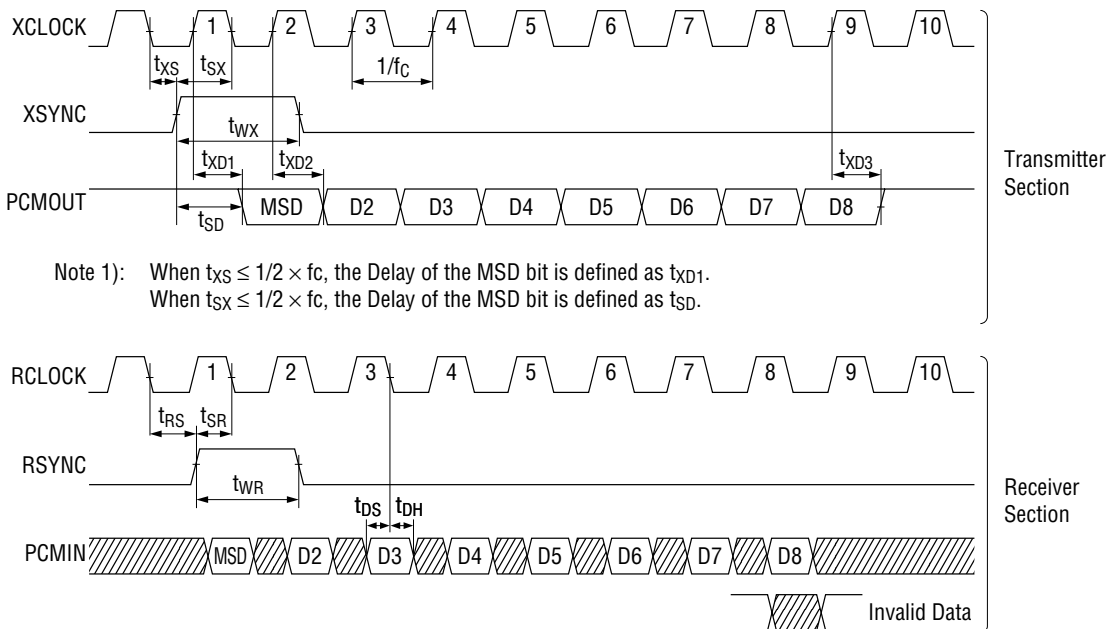 XCLOCK 1 2 3 4 5 6 7 8 9 10
tXS tSX 1/fC
XSYNC
tWX
tXD1 tXD2 tXD3
PCMOUT MSD D2 D3 D4 D5 D6 D7 D8
tSD
Transmitter
Section
Note 1): When tXS ≤ 1/2 × fc, the Delay of the MSD bit is defined as tXD1.
When tSX ≤ 1/2 × fc, the Delay of the MSD bit is defined as tSD.
RCLOCK 1 2 3 4 5 6 7 8 9 10
tRS tSR
RSYNC
tWR
tDS tDH
PCMIN MSD D2 D3 D4 D5 D6 D7 D8
Receiver
Section
Invalid Data